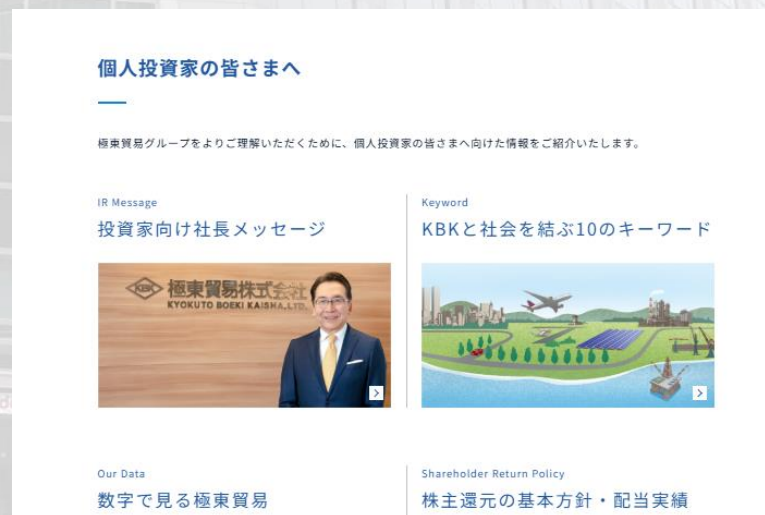 個人投資家の皆さまへ
極東貿易グループをよりご理解いただくために、個人投資家の皆さまへ向けた情報をご紹介いたします。
IR Message
投資家向け社長メッセージ
KBK
極東貿易株式会社
KYOKUTO BOEKI KAISHA,LTD.
Keyword
KBKと社会を結ぶ10のキーワード
Our Data
数字で見る極東貿易
Shareholder Return Policy
株主還元の基本方針・配当実績